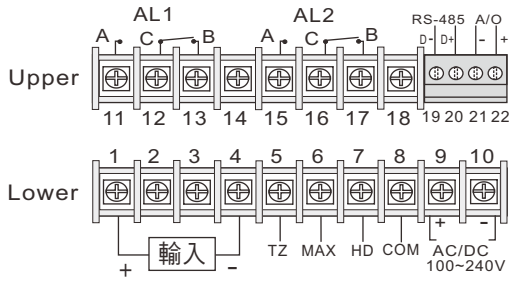 AL1 AL2 RS-485 A/O
A C B A C B D- D+ - +
Upper
11 12 13 14 15 16 17 18 19 20 21 22
1 2 3 4 5 6 7 8 9 10
Lower
+ -
+ 輸入 - TZ MAX HD COM AC/DC
100~240V